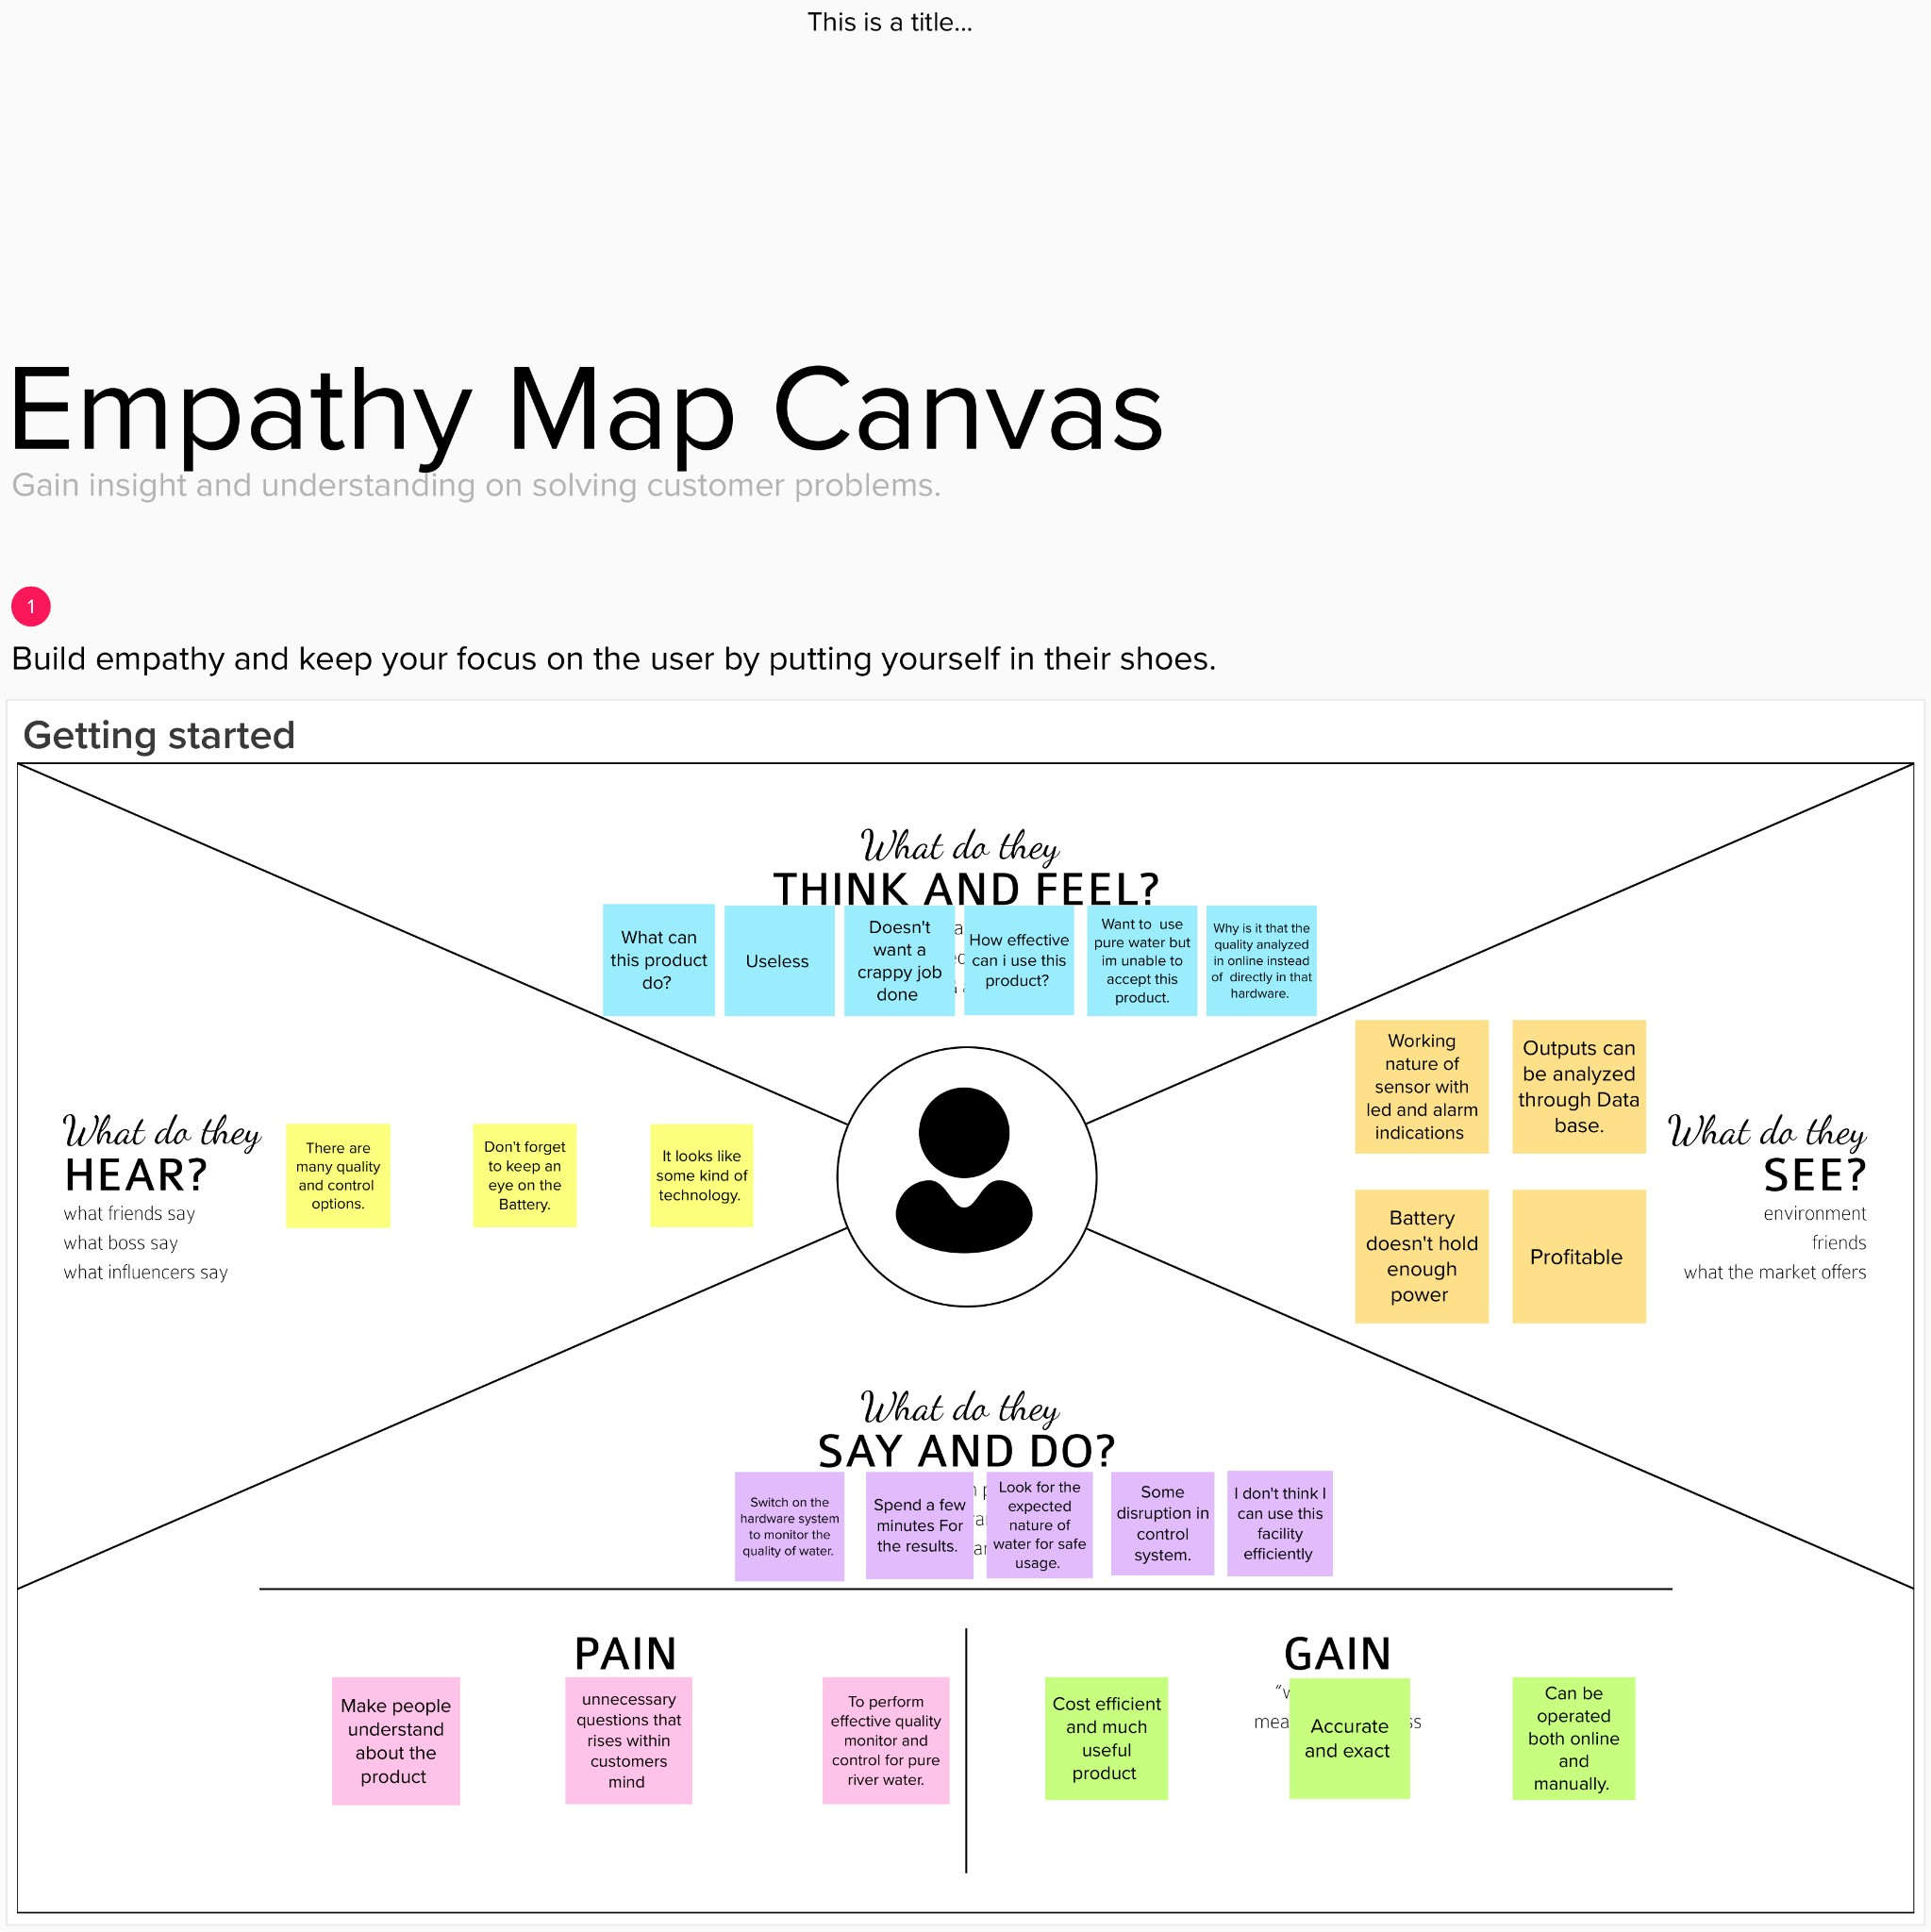 This is a title...
Empathy Map Canvas
Gain insight and understanding on solving customer problems.
1
Build empathy and keep your focus on the user by putting yourself in their shoes.
Getting started
What do they
THINK AND FEEL?
What can
this product
do?
Useless
Doesn't
want a
crappy job
done
How effective
can i use this
product?
Want to use
pure water but
im unable to
accept this
product.
Why is it that the
quality analyzed
in online instead
of directly in that
hardware.
What do they
HEAR?
what friends say
what boss say
what influencers say
There are
many quality
and control
options.
Don't forget
to keep an
eye on the
Battery.
It looks like
some kind of
technology.
Working
nature of
sensor with
led and alarm
indications
Outputs can
be analyzed
through Data
base.
Battery
doesn't hold
enough
power
Profitable
What do they
SEE?
environment
friends
what the market offers
What do they
SAY AND DO?
Switch on the
hardware system
to monitor the
quality of water.
Spend a few
minutes For
the results.
Look for the
expected
nature of
water for safe
usage.
Some
disruption in
control
system.
I don't think I
can use this
facility
efficiently
PAIN
Make people
understand
about the
product
unnecessary
questions that
rises within
customers
mind
To perform
effective quality
monitor and
control for pure
river water.
GAIN
Cost efficient
and much
useful
product
Accurate
and exact
Can be
operated
both online
and
manually.